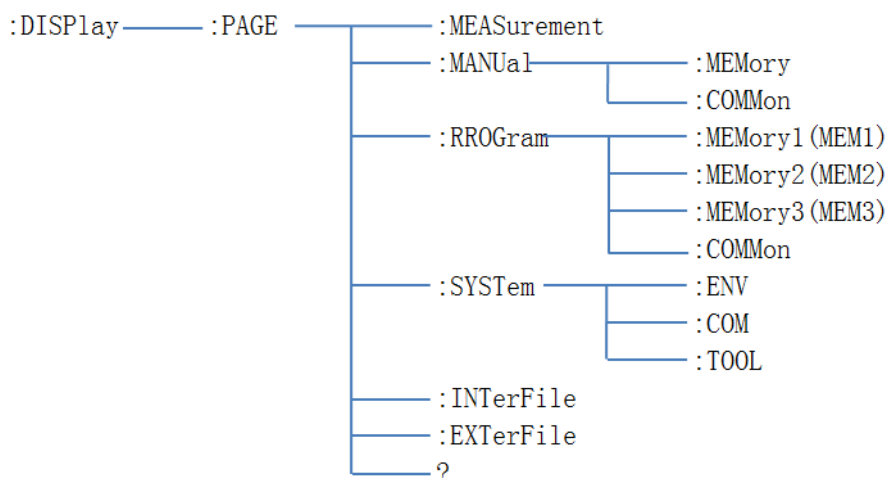 :DISPlay :PAGE :MEASurement
:MANUal :MEMory
:COMMon
:RROGram :MEMory1(MEM1)
:MEMory2(MEM2)
:MEMory3(MEM3)
:COMMon
:SYSTem :ENV
:COM
:TOOL
:INTerFile
:EXTerFile
?